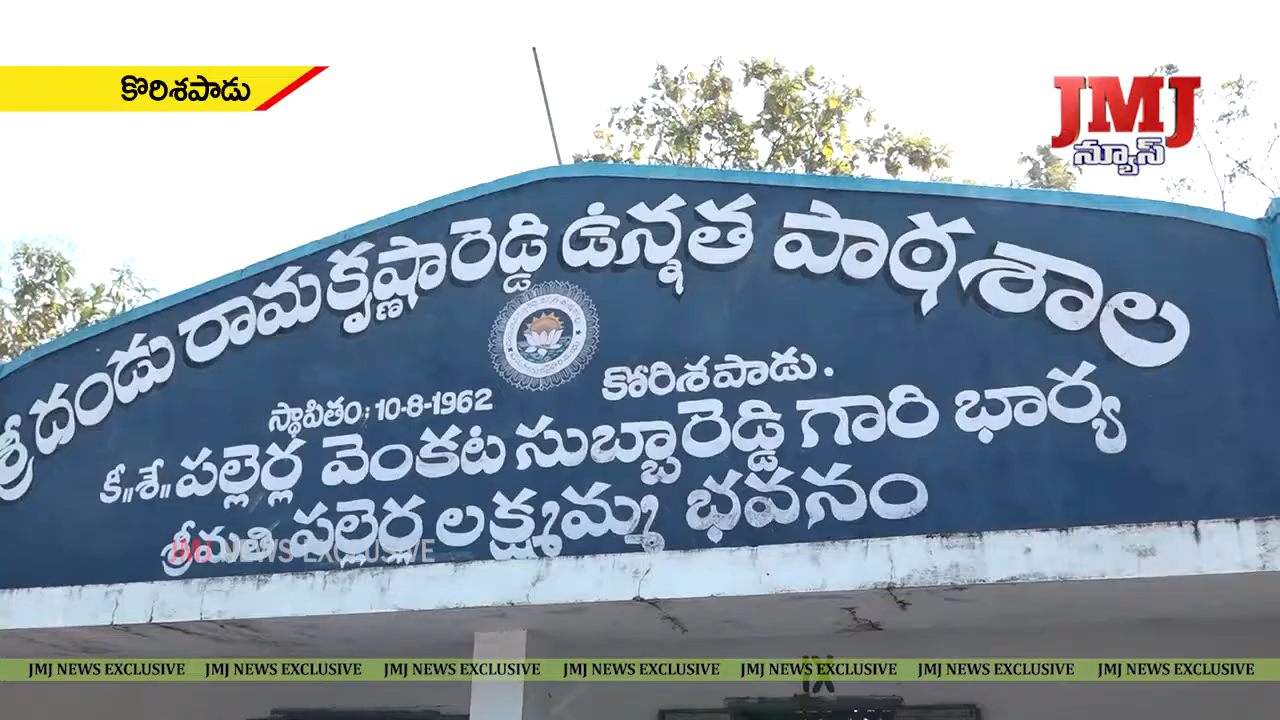 కొరిశపాడు
JMJ
న్యూస్
శ్రీ దండు రామకృష్ణారెడ్డి ఉన్నత పాఠశాల
కోరిశపాడు.
స్థాపితం; 10-8-1962
కీ"శే" పల్లెర్ల వెంకట సుబ్బారెడ్డి గారి భార్య
శ్రీమతి పల్లెర్ల లక్ష్మమ్మ భవనం
JMJ NEWS EXCLUSIVE
IX
JMJ NEWS EXCLUSIVE JMJ NEWS EXCLUSIVE JMJ NEWS EXCLUSIVE JMJ NEWS EXCLUSIVE JMJ NEWS EXCLUSIVE JMJ NEWS EXCLUSIVE JMJ NEWS EXCLUSIVE